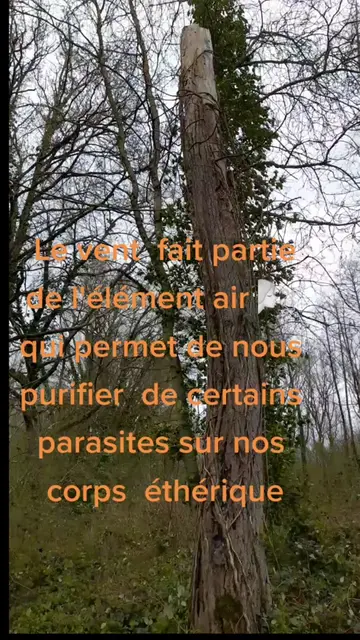 Le vent fait partie
de l'élément air
qui permet de nous
purifier de certains
parasites sur nos
corps éthérique